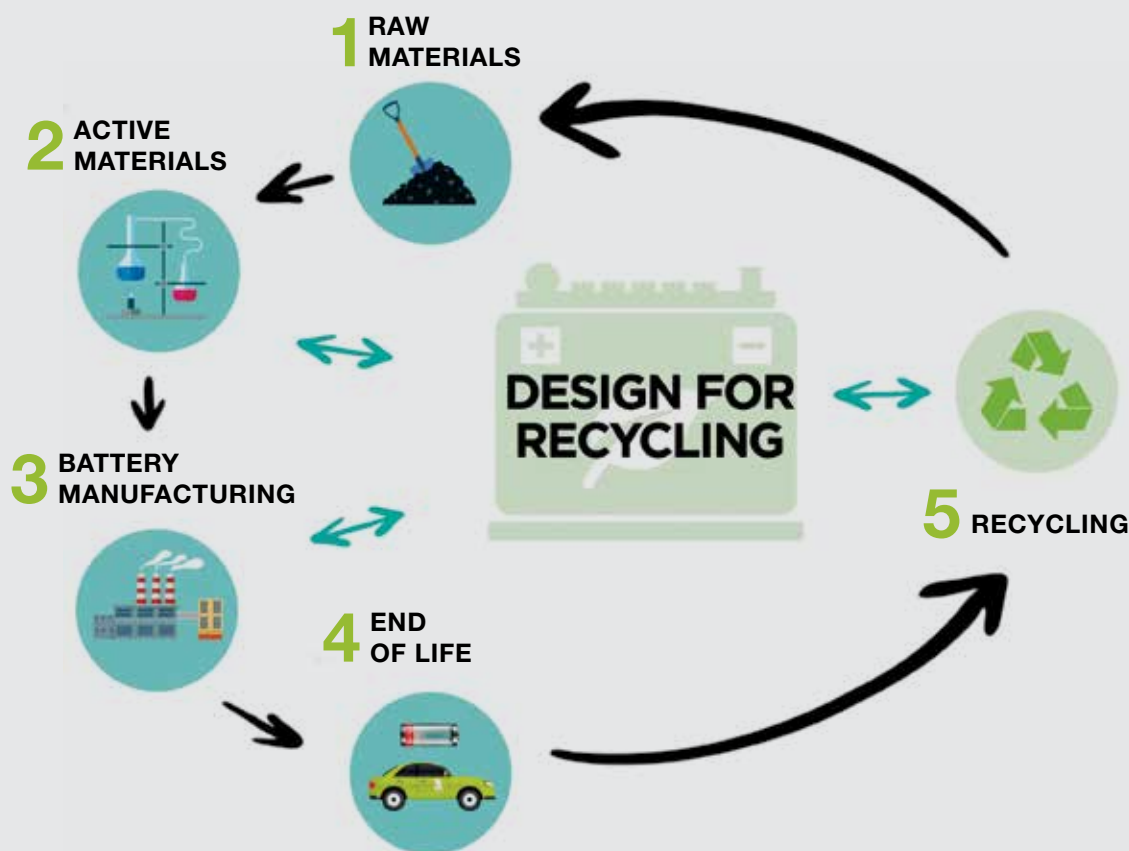 1 RAW
MATERIALS
2 ACTIVE
MATERIALS
3 BATTERY
MANUFACTURING
4 END
OF LIFE
5 RECYCLING
+
−
DESIGN FOR
RECYCLING